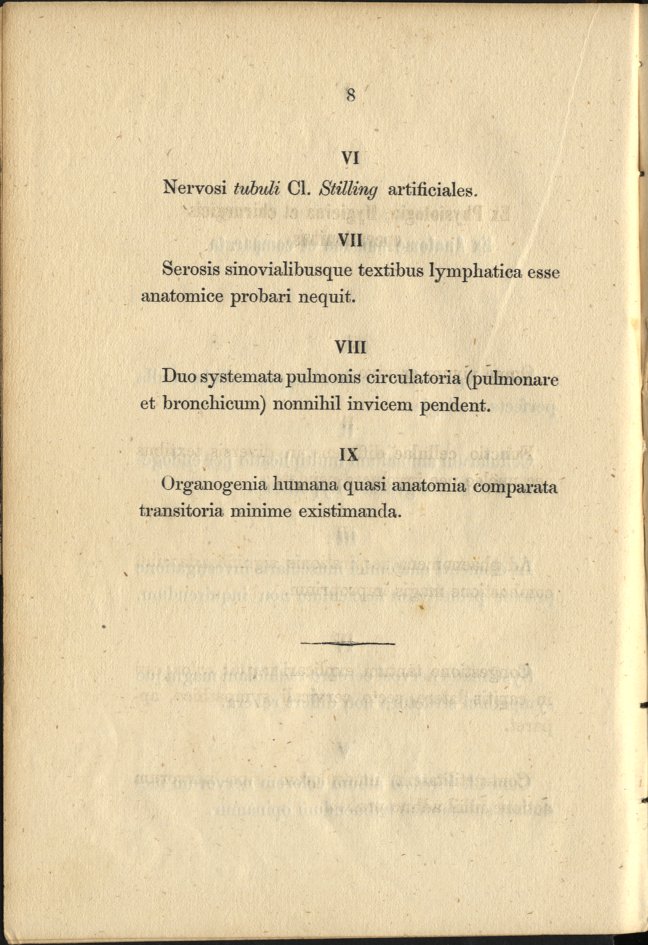 8
VI
Nervosi tubuli Cl. Stilling artificiales.
VII
Serosis sinovialibusque textibus lymphatica esse
anatomice probari nequit.
VIII
Duo systemata pulmonis circulatoria (pulmonare
et bronchicum) nonnihil invicem pendent.
IX
Organogenia humana quasi anatomia comparata
transitoria minime existimanda.